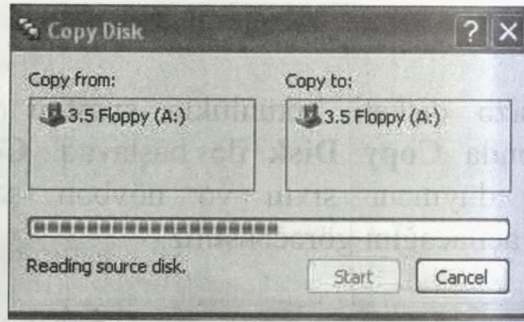 Copy Disk
Copy from:
Copy to:
3.5 Floppy (A:)
3.5 Floppy (A:)
Reading source disk.
Start
Cancel